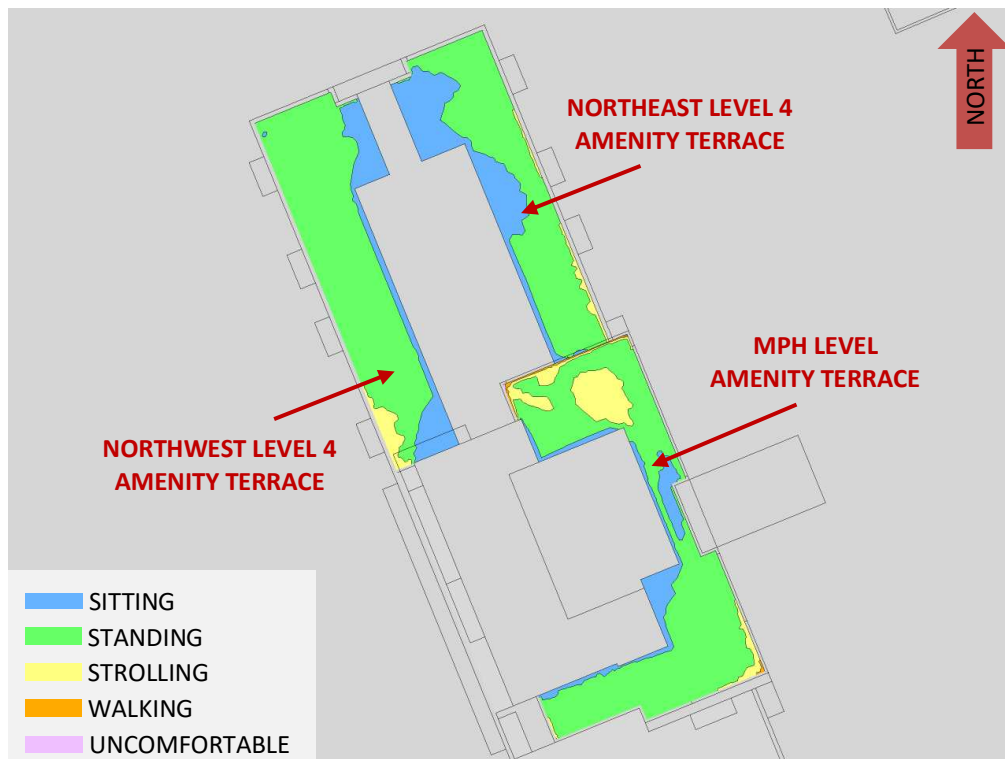 NORTH
NORTHEAST LEVEL 4
AMENITY TERRACE
MPH LEVEL
AMENITY TERRACE
NORTHWEST LEVEL 4
AMENITY TERRACE
SITTING
STANDING
STROLLING
WALKING
UNCOMFORTABLE